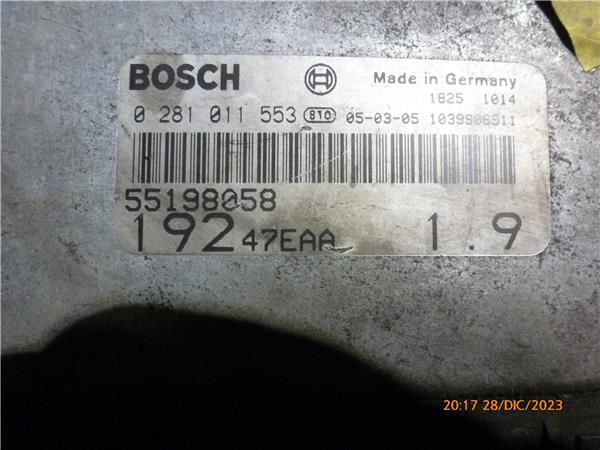 BOSCH Made in Germany
1825 1014
0 281 011 553 810 05-03-05 1039S06911
55198058
192 47EAA 1.9
20:17 28/DIC/2023